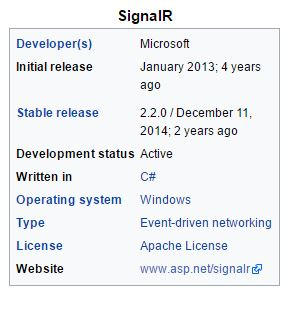 SignalR
Developer(s) Microsoft
Initial release January 2013; 4 years
ago
Stable release 2.2.0 / December 11,
2014; 2 years ago
Development status Active
Written in C#
Operating system Windows
Type Event-driven networking
License Apache License
Website www.asp.net/signalr